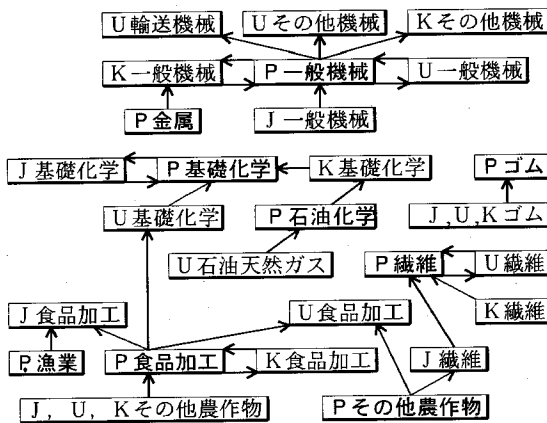 U輸送機械 Uその他機械 Kその他機械
K一般機械 P一般機械 U一般機械
P金属 J一般機械
J基礎化学 P基礎化学 K基礎化学 Pゴム
U基礎化学 P石油化学 J,U,Kゴム
U石油天然ガス P繊維 U繊維
J食品加工 U食品加工 K繊維
P漁業 P食品加工 K食品加工 J繊維
J, U, Kその他農作物 Pその他農作物